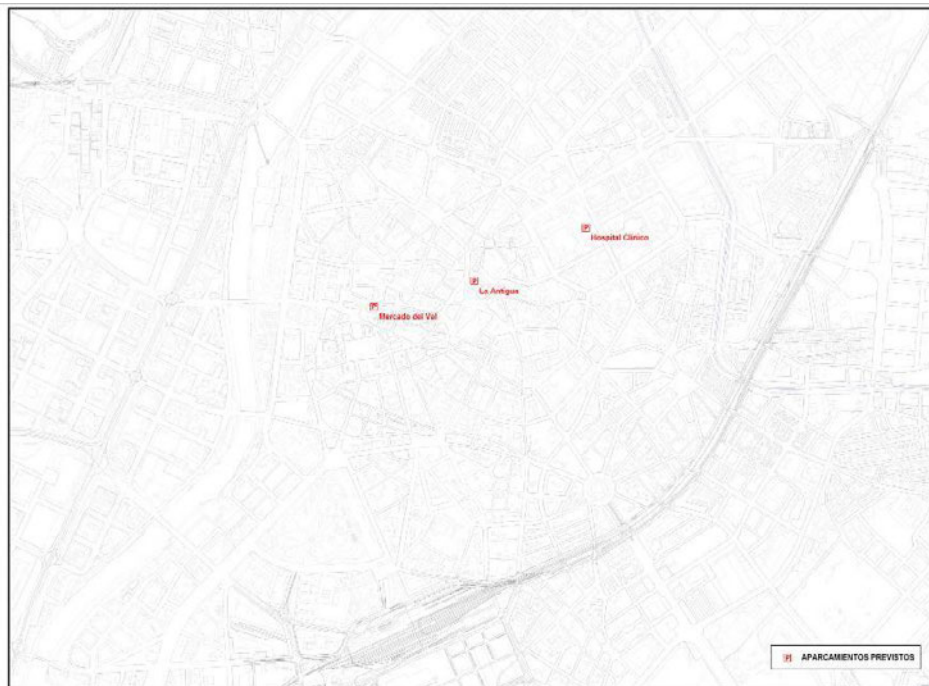 P
Hospital Clínico
P
La Antigua
P
Mercado del Val
P APARCAMIENTOS PREVISTOS